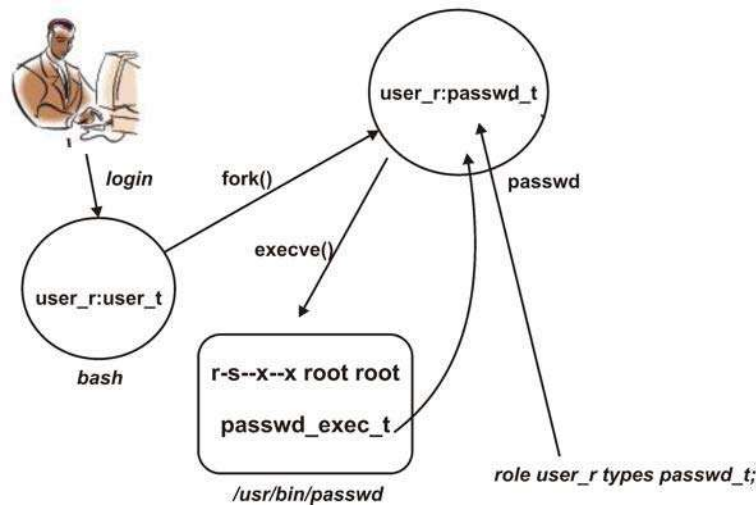 user_r:passwd_t
login
fork()
passwd
execve()
user_r:user_t
bash
r-s--x--x root root
passwd_exec_t
/usr/bin/passwd
role user_r types passwd_t;